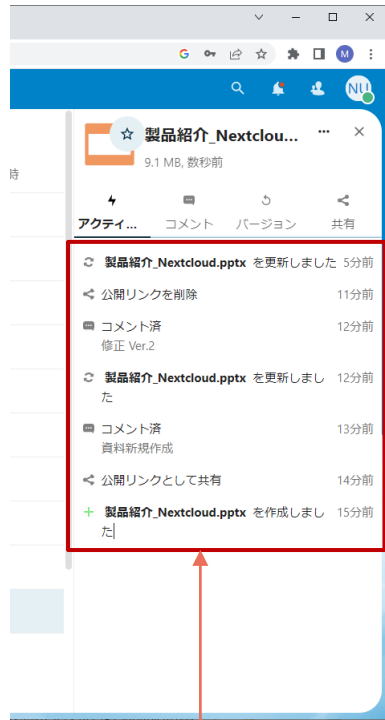 M
NU
時
製品紹介_Nextclou...
9.1 MB, 数秒前
アクティ... コメント バージョン 共有
製品紹介_Nextcloud.pptx を更新しました 5分前
公開リンクを削除 11分前
コメント済 12分前
修正 Ver.2
製品紹介_Nextcloud.pptx を更新しまし 12分前
た
コメント済 13分前
資料新規作成
公開リンクとして共有 14分前
製品紹介_Nextcloud.pptx を作成しまし 15分前
た